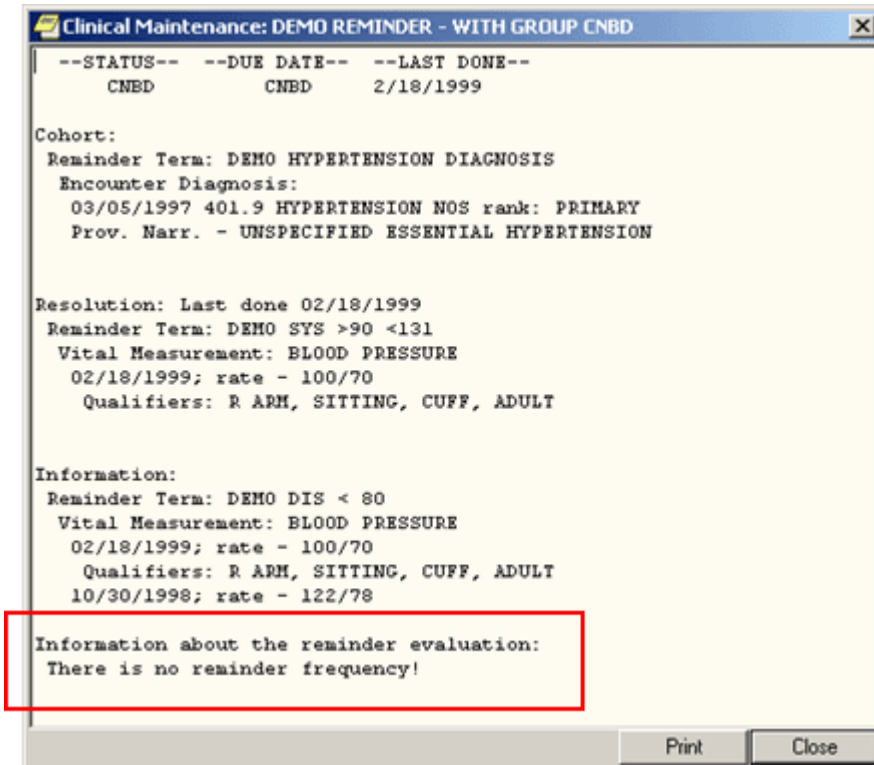 Clinical Maintenance: DEMO REMINDER - WITH GROUP CNBD
--STATUS-- --DUE DATE-- --LAST DONE--
CNBD CNBD 2/18/1999
Cohort:
Reminder Term: DEMO HYPERTENSION DIAGNOSIS
Encounter Diagnosis:
03/05/1997 401.9 HYPERTENSION NOS rank: PRIMARY
Prov. Narr. - UNSPECIFIED ESSENTIAL HYPERTENSION
Resolution: Last done 02/18/1999
Reminder Term: DEMO SYS >90 <131
Vital Measurement: BLOOD PRESSURE
02/18/1999; rate - 100/70
Qualifiers: R ARM, SITTING, CUFF, ADULT
Information:
Reminder Term: DEMO DIS < 80
Vital Measurement: BLOOD PRESSURE
02/18/1999; rate - 100/70
Qualifiers: R ARM, SITTING, CUFF, ADULT
10/30/1998; rate - 122/78
Information about the reminder evaluation:
There is no reminder frequency!
Print Close